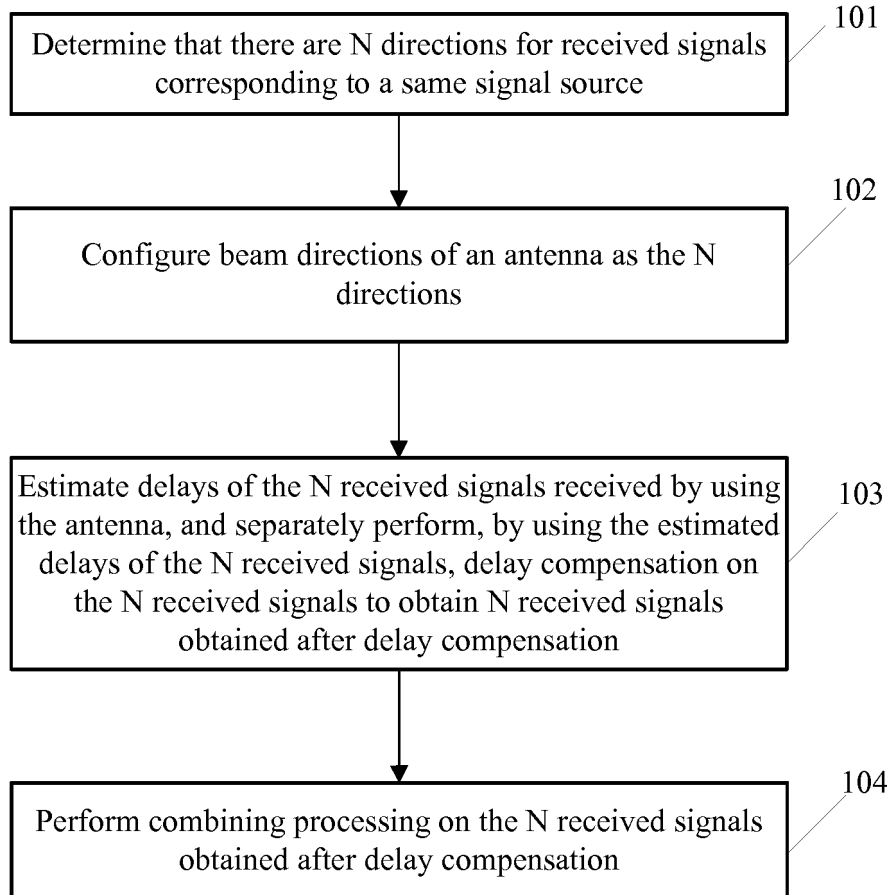 101
Determine that there are N directions for received signals
corresponding to a same signal source
102
Configure beam directions of an antenna as the N
directions
Estimate delays of the N received signals received by using
the antenna, and separately perform, by using the estimated
delays of the N received signals, delay compensation on
the N received signals to obtain N received signals
obtained after delay compensation
103
104
Perform combining processing on the N received signals
obtained after delay compensation